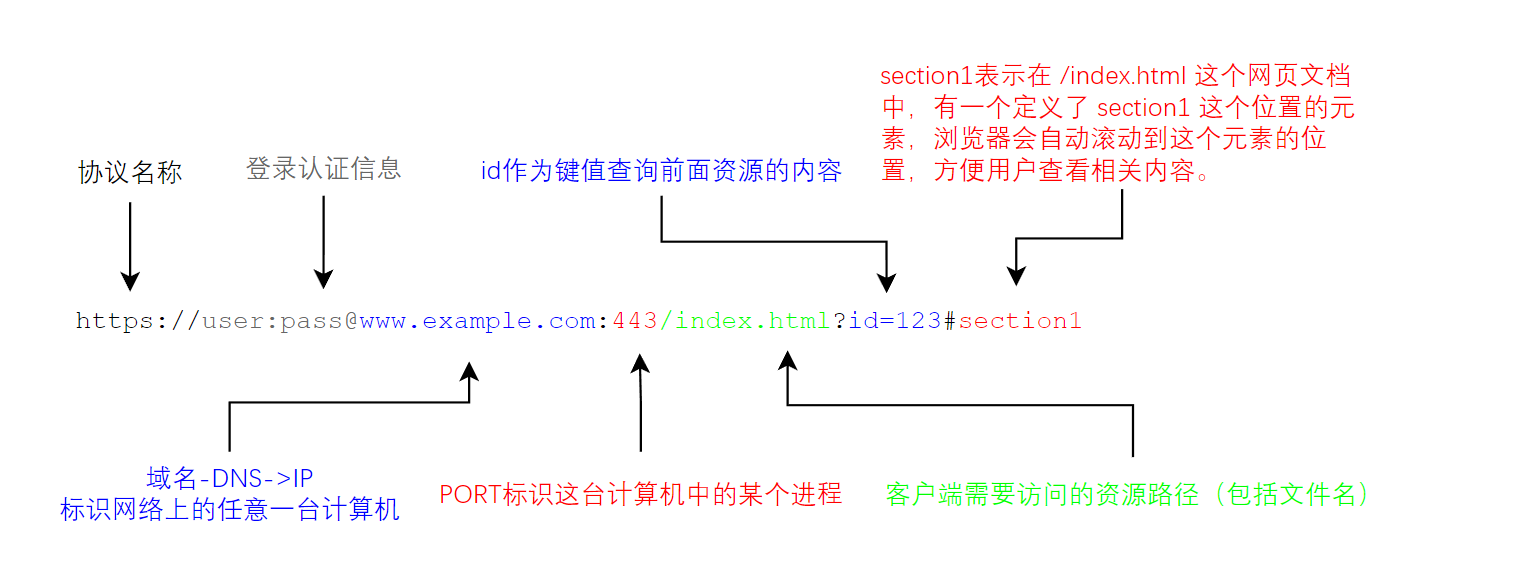 section1表示在 /index.html 这个网页文档
中，有一个定义了 section1 这个位置的元
素，浏览器会自动滚动到这个元素的位
置，方便用户查看相关内容。
协议名称
登录认证信息
id作为键值查询前面资源的内容
https://user:pass@www.example.com:443/index.html?id=123#section1
域名-DNS->IP
标识网络上的任意一台计算机
PORT标识这台计算机中的某个进程
客户端需要访问的资源路径（包括文件名）